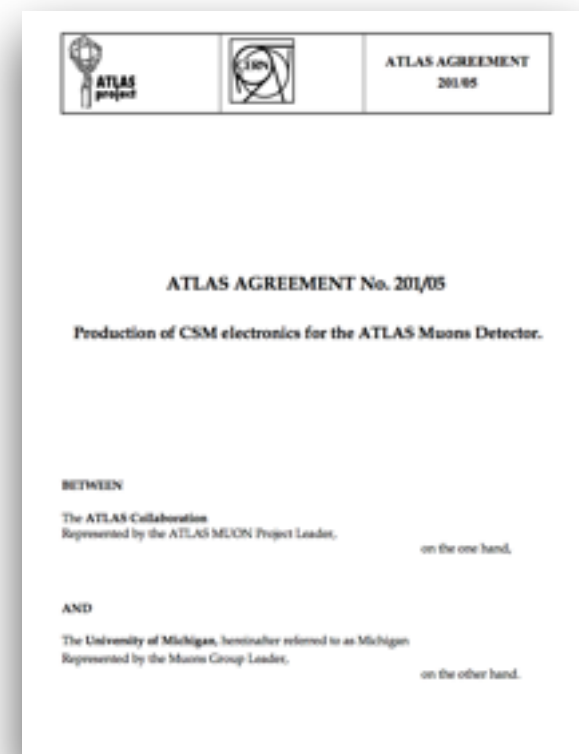 ATLAS
project
CERN
ATLAS AGREEMENT
201/05
ATLAS AGREEMENT No. 201/05
Production of CSM electronics for the ATLAS Muons Detector.
BETWEEN
The ATLAS Collaboration
Represented by the ATLAS MUON Project Leader,
on the one hand,
AND
The University of Michigan, hereinafter referred to as Michigan
Represented by the Muons Group Leader,
on the other hand.